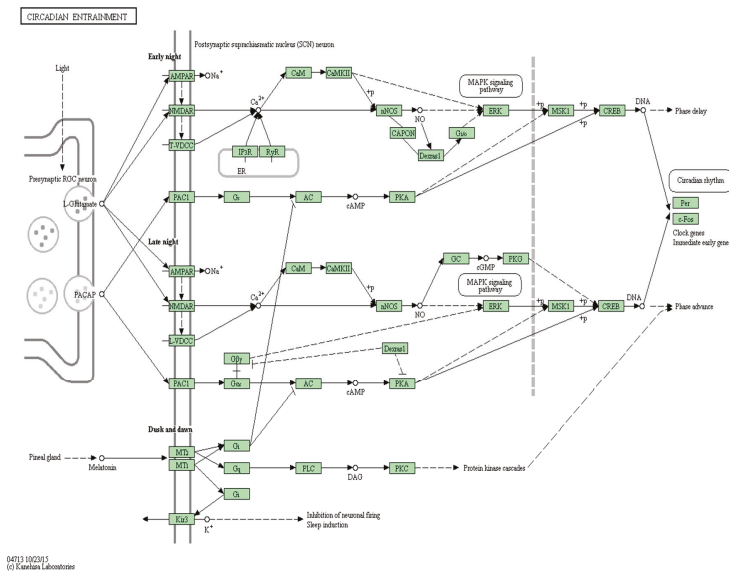 CIRCADIAN ENTRAINMENT
Postsynaptic suprachiasmatic nucleus (SCN) neuron
Early night
Light
AMPAR
Na+
CaM
CaMKII
MAPK signaling
pathway
+p
Ca2+
NMDAR
nNOS
NO
ERK
+p
MSK1
+p
CREB
DNA
Phase delay
+p
CAPON
Gi/o
T-VDCC
Dexras1
IP3R
RyR
ER
Presynaptic RGC neuron
Circadian rhythm
L-Glutamate
PAC1
Gs
AC
cAMP
PKA
Per
c-Fos
Clock genes
Immediate early gene
Late night
GC
cGMP
PKG
AMPAR
Na+
CaM
CaMKII
MAPK signaling
pathway
+p
PACAP
Ca2+
NMDAR
nNOS
NO
ERK
+p
MSK1
+p
CREB
DNA
Phase advance
+p
L-VDCC
Dexras1
Gβγ
PAC1
Gαs
AC
cAMP
PKA
Dusk and dawn
Pineal gland
Melatonin
MT2
MT1
Gi
Gq
PLC
DAG
PKC
Protein kinase cascades
Gi
Kir3
K+
Inhibition of neuronal firing
Sleep induction
04713 10/23/15
(c) Kanehisa Laboratories